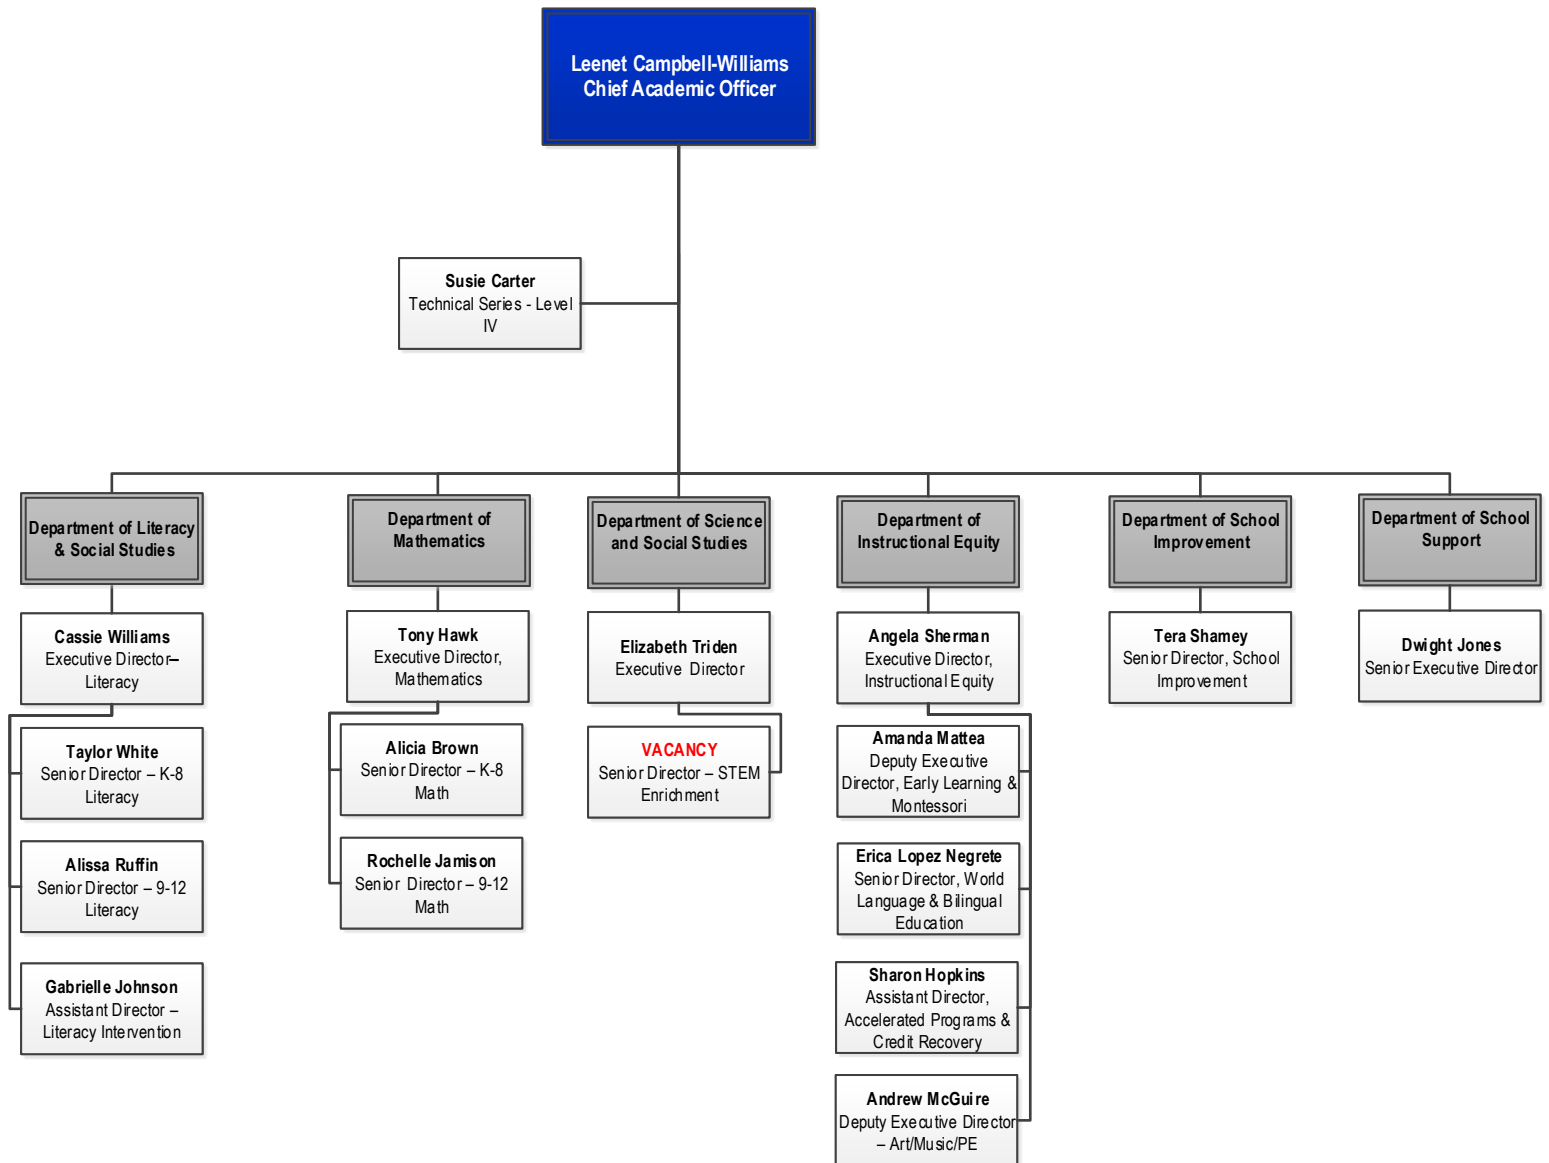 Leenet Campbell-Williams
Chief Academic Officer
Susie Carter
Technical Series - Level
IV
Department of Literacy
& Social Studies
Cassie Williams
Executive Director–
Literacy
Taylor White
Senior Director – K-8
Literacy
Alissa Ruffin
Senior Director – 9-12
Literacy
Gabrielle Johnson
Assistant Director –
Literacy Intervention
Department of
Mathematics
Tony Hawk
Executive Director,
Mathematics
Alicia Brown
Senior Director – K-8
Math
Rochelle Jamison
Senior Director – 9-12
Math
Department of Science
and Social Studies
Elizabeth Triden
Executive Director
VACANCY
Senior Director – STEM
Enrichment
Department of
Instructional Equity
Angela Sherman
Executive Director,
Instructional Equity
Amanda Mattea
Deputy Executive
Director, Early Learning &
Montessori
Erica Lopez Negrete
Senior Director, World
Language & Bilingual
Education
Sharon Hopkins
Assistant Director,
Accelerated Programs &
Credit Recovery
Andrew McGuire
Deputy Executive Director
– Art/Music/PE
Department of School
Improvement
Tera Shamey
Senior Director, School
Improvement
Department of School
Support
Dwight Jones
Senior Executive Director